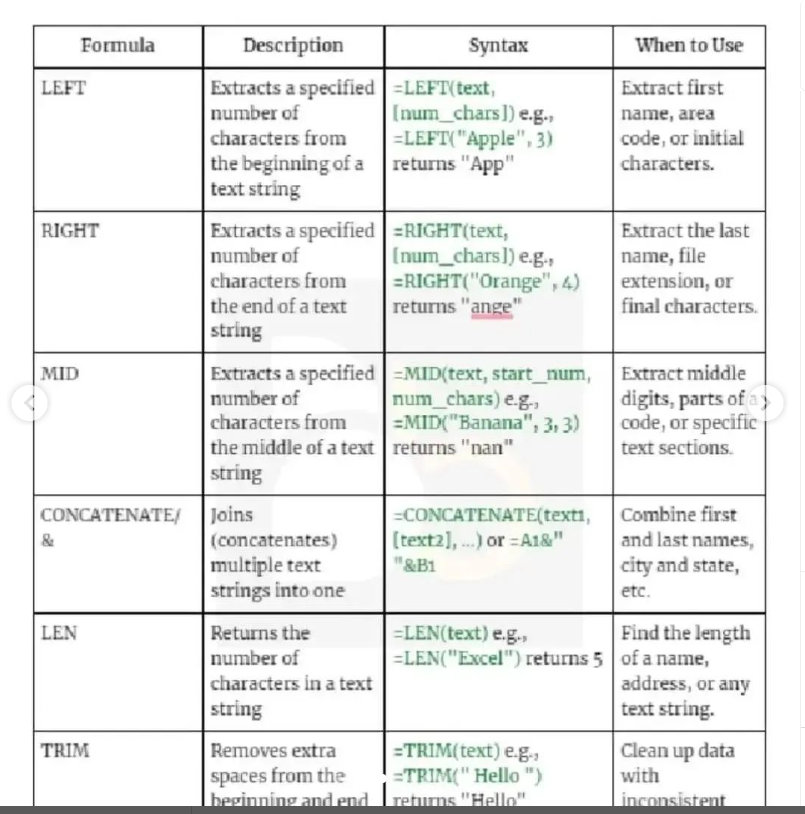 Formula Description Syntax When to Use
LEFT Extracts a specified =LEFT(text, Extract first
number of [num_chars]) e.g., name, area
characters from =LEFT("Apple", 3) code, or initial
the beginning of a returns "App" characters.
text string
RIGHT Extracts a specified =RIGHT(text, Extract the last
number of [num_chars]) e.g., name, file
characters from =RIGHT("Orange", 4) extension, or
the end of a text returns "ange" final characters.
string
MID Extracts a specified =MID(text, start_num, Extract middle
number of num_chars) e.g., digits, parts of a
characters from =MID("Banana", 3, 3) code, or specific
the middle of a text returns "nan" text sections.
string
CONCATENATE/ Joins =CONCATENATE(text1, Combine first
& (concatenates) [text2], ...) or =A1&" and last names,
multiple text "&B1 city and state,
strings into one etc.
LEN Returns the =LEN(text) e.g., Find the length
number of =LEN("Excel") returns 5 of a name,
characters in a text address, or any
string text string.
TRIM Removes extra =TRIM(text) e.g., Clean up data
spaces from the =TRIM(" Hello ") with
beginning and end returns "Hello" inconsistent